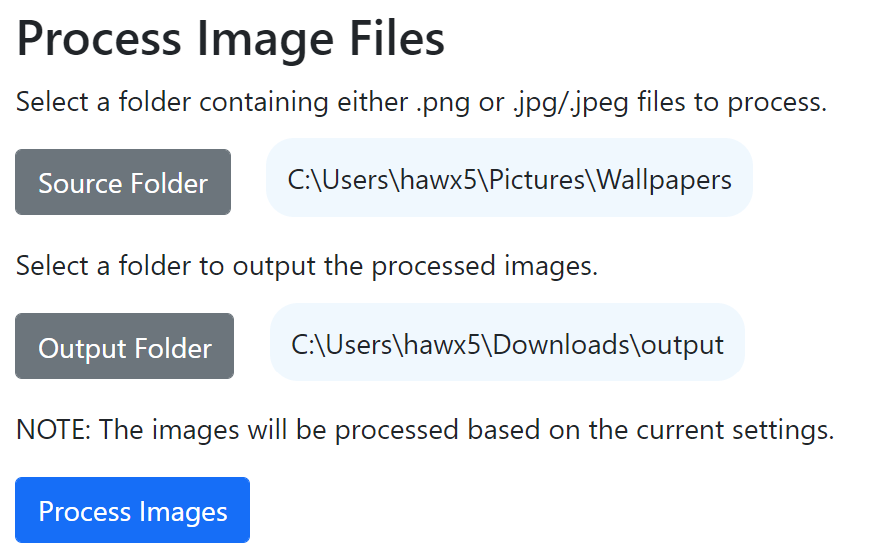 Process Image Files
Select a folder containing either .png or .jpg/.jpeg files to process.
Source Folder C:\Users\hawx5\Pictures\Wallpapers
Select a folder to output the processed images.
Output Folder C:\Users\hawx5\Downloads\output
NOTE: The images will be processed based on the current settings.
Process Images